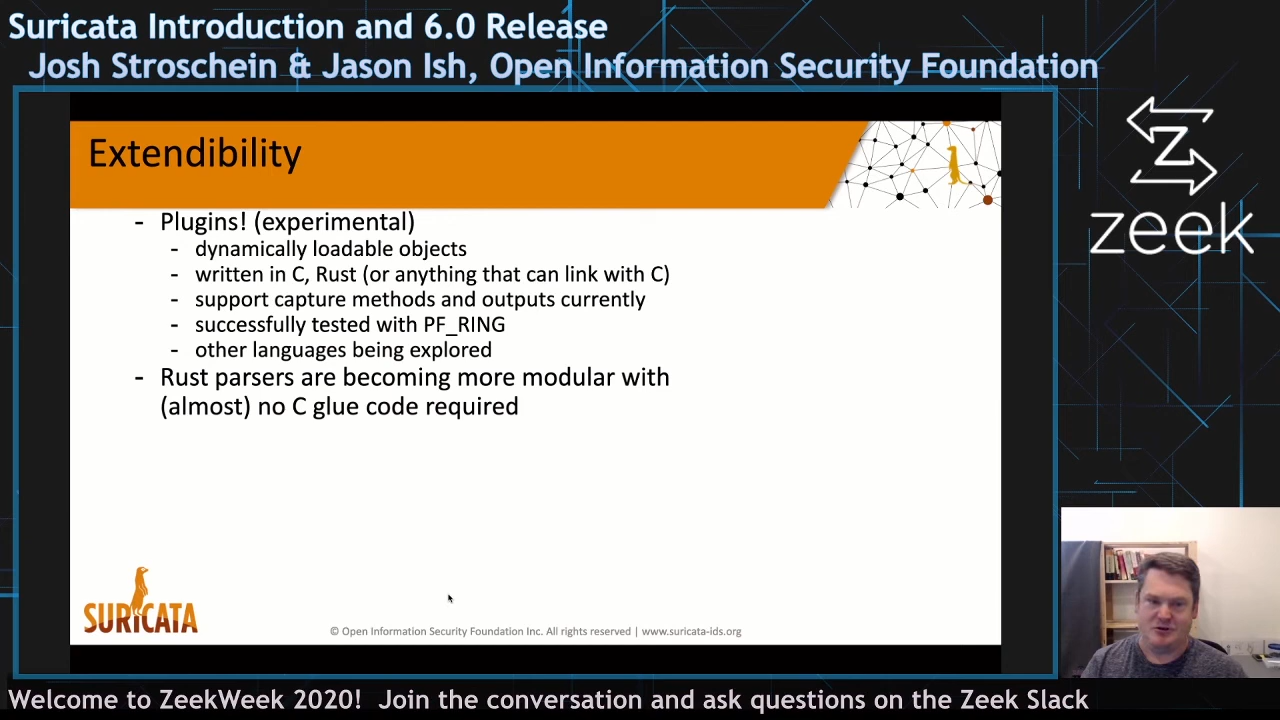 Suricata Introduction and 6.0 Release
Josh Stroschein & Jason Ish, Open Information Security Foundation
Extendibility
- Plugins! (experimental)
- dynamically loadable objects
- written in C, Rust (or anything that can link with C)
- support capture methods and outputs currently
- successfully tested with PF_RING
- other languages being explored
- Rust parsers are becoming more modular with
(almost) no C glue code required
SURICATA
© Open Information Security Foundation Inc. All rights reserved | www.suricata-ids.org
Z
zeek
Welcome to ZeekWeek 2020! Join the conversation and ask questions on the Zeek Slack